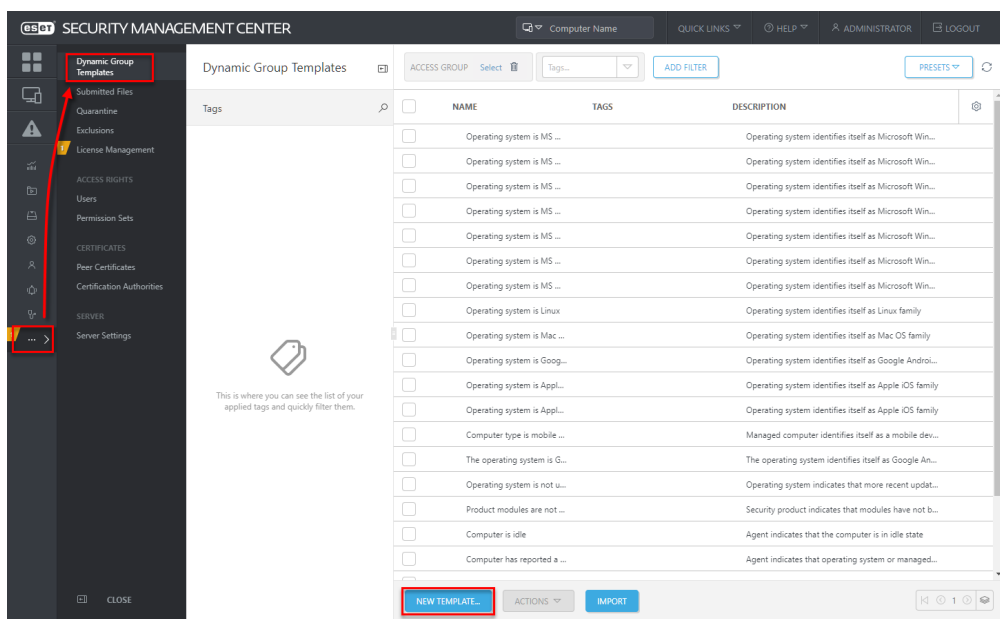 eset SECURITY MANAGEMENT CENTER
Computer Name
QUICK LINKS
HELP
ADMINISTRATOR
LOGOUT
Dynamic Group
Templates
Submitted Files
Quarantine
Exclusions
License Management
ACCESS RIGHTS
Users
Permission Sets
CERTIFICATES
Peer Certificates
Certification Authorities
SERVER
Server Settings
CLOSE
Dynamic Group Templates
Tags
This is where you can see the list of your
applied tags and quickly filter them.
ACCESS GROUP Select
Tags...
ADD FILTER
PRESETS
NAME TAGS DESCRIPTION
Operating system is MS ... Operating system identifies itself as Microsoft Win...
Operating system is MS ... Operating system identifies itself as Microsoft Win...
Operating system is MS ... Operating system identifies itself as Microsoft Win...
Operating system is MS ... Operating system identifies itself as Microsoft Win...
Operating system is MS ... Operating system identifies itself as Microsoft Win...
Operating system is MS ... Operating system identifies itself as Microsoft Win...
Operating system is MS ... Operating system identifies itself as Microsoft Win...
Operating system is Linux Operating system identifies itself as Linux family
Operating system is Mac ... Operating system identifies itself as Mac OS family
Operating system is Goog... Operating system identifies itself as Google Androi...
Operating system is Appl... Operating system identifies itself as Apple iOS family
Operating system is Appl... Operating system identifies itself as Apple iOS family
Computer type is mobile ... Managed computer identifies itself as a mobile dev...
The operating system is G... The operating system identifies itself as Google An...
Operating system is not u... Operating system indicates that more recent updat...
Product modules are not ... Security product indicates that modules have not b...
Computer is idle Agent indicates that the computer is in idle state
Computer has reported a ... Agent indicates that operating system or managed...
NEW TEMPLATE...
ACTIONS
IMPORT
1